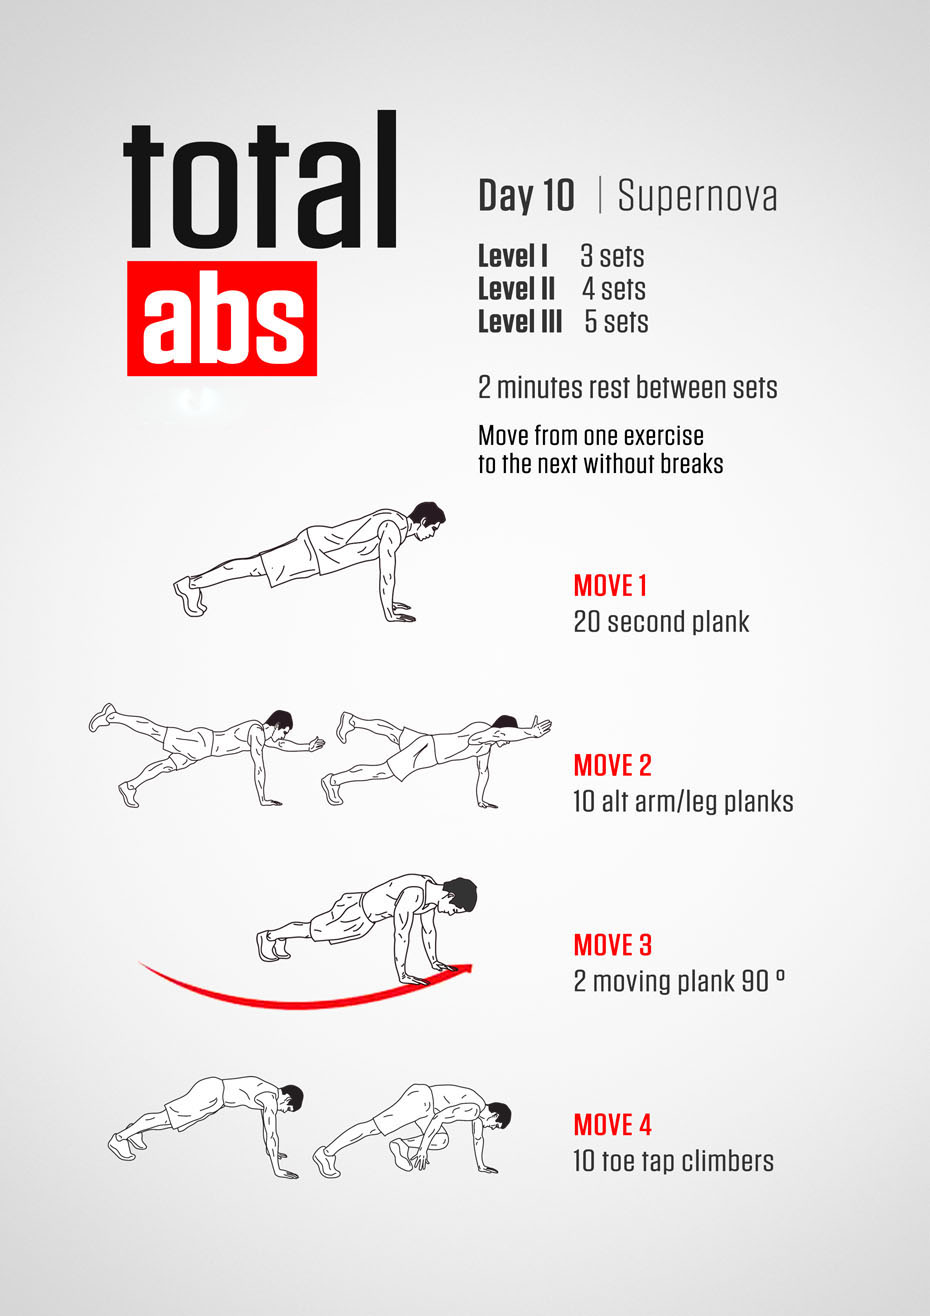 total
abs
Day 10 | Supernova
Level I 3 sets
Level II 4 sets
Level III 5 sets
2 minutes rest between sets
Move from one exercise
to the next without breaks
MOVE 1
20 second plank
MOVE 2
10 alt arm/leg planks
MOVE 3
2 moving plank 90 º
MOVE 4
10 toe tap climbers